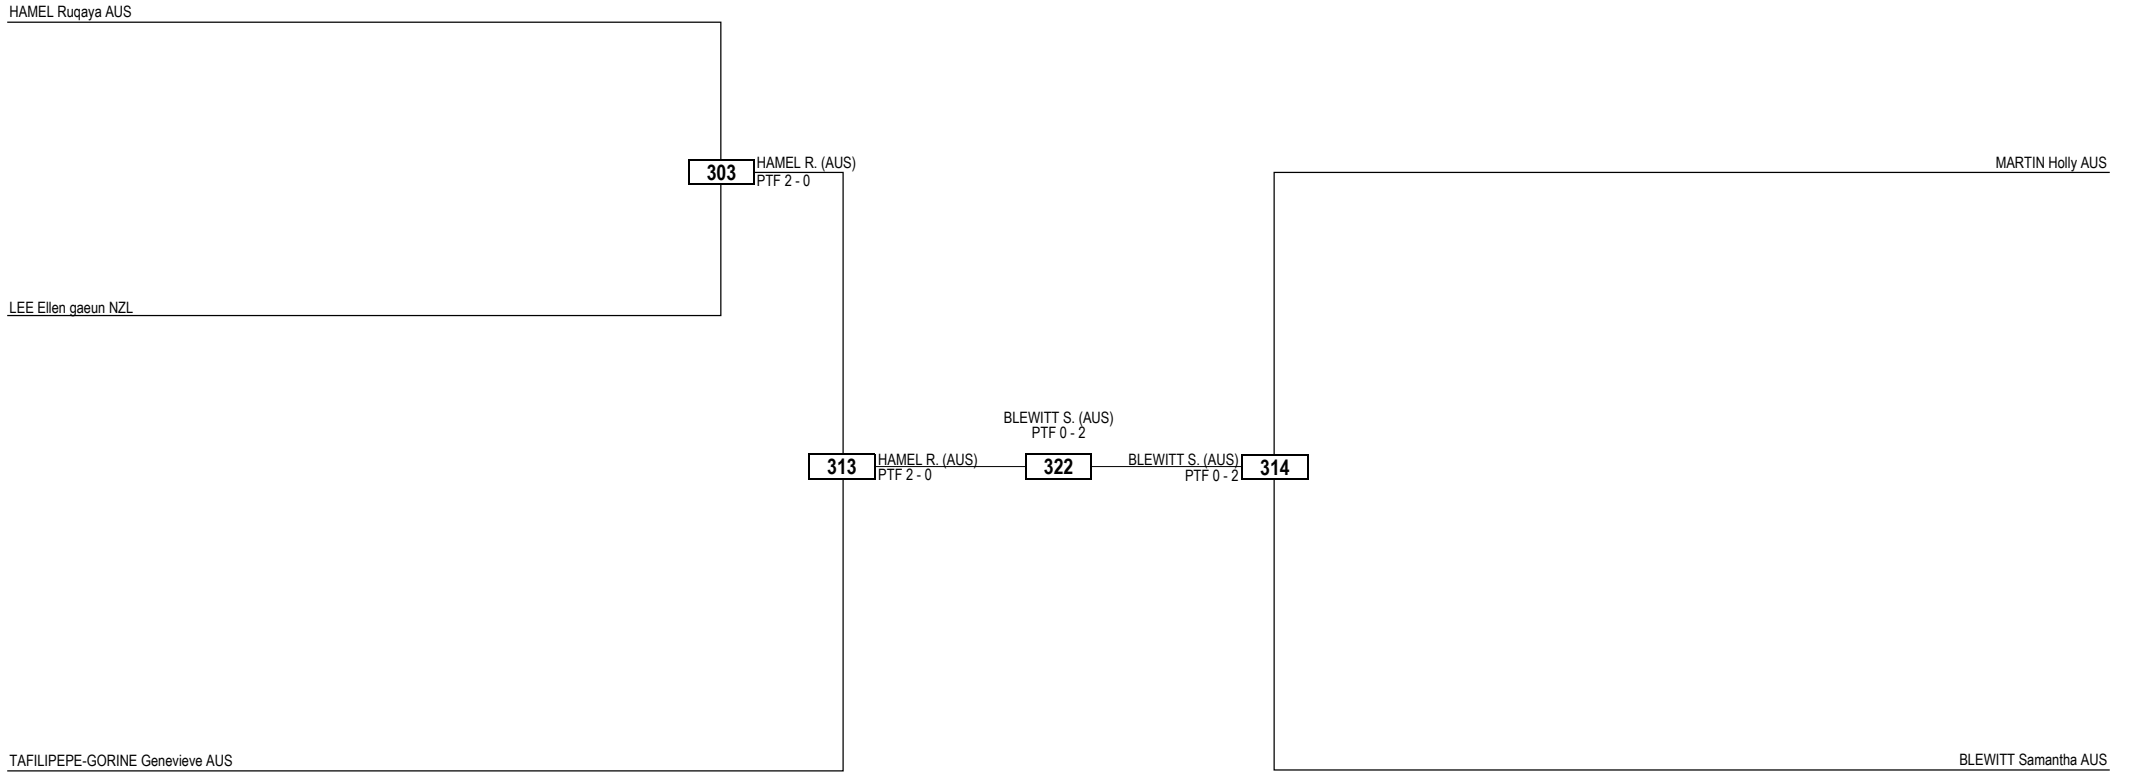 HAMEL Ruqaya AUS
303
HAMEL R. (AUS)
PTF 2 - 0
MARTIN Holly AUS
LEE Ellen gaeun NZL
BLEWITT S. (AUS)
PTF 0 - 2
313
HAMEL R. (AUS)
PTF 2 - 0
322
BLEWITT S. (AUS)
PTF 0 - 2
314
TAFILIPEPE-GORINE Genevieve AUS
BLEWITT Samantha AUS